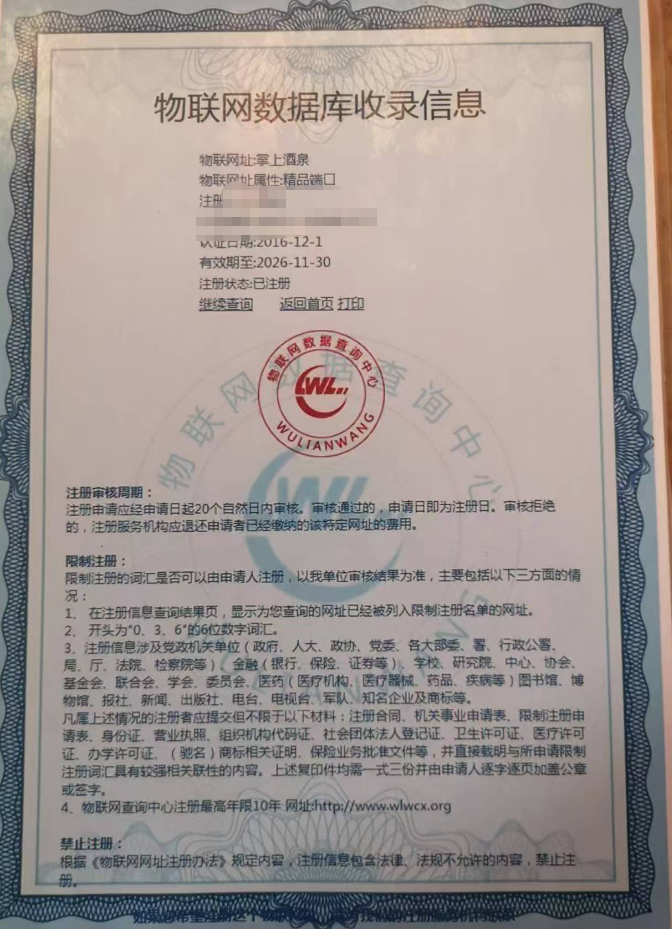 物联网数据库收录信息
物联网址:掌上酒泉
物联网址属性:精品端口
注册
认证日期:2016-12-1
有效期至:2026-11-30
注册状态:已注册
继续查询 返回首页 打印
物联网数据查询中心
WL
WULIANWANG
物联网数据查询中心
WL
注册审核周期：
注册申请应经申请日起20个自然日内审核。审核通过的，申请日即为注册日。审核拒绝
的，注册服务机构应退还申请者已经缴纳的该特定网址的费用。
限制注册：
限制注册的词汇是否可以由申请人注册，以我单位审核结果为准，主要包括以下三方面的情
况：
1、 在注册信息查询结果页，显示为您查询的网址已经被列入限制注册名单的网址。
2、 开头为“0、3、6”的6位数字词汇。
3、注册信息涉及党政机关单位（政府、人大、政协、党委、各大部委、署、行政公署、
局、厅、法院、检察院等）、金融（银行、保险、证券等）、学校、研究院、中心、协会、
基金会、联合会、学会、委员会、医药（医疗机构、医疗器械、药品、疾病等）图书馆、博
物馆、报社、新闻、出版社、电台、电视台、军队、知名企业及商标等。
凡属上述情况的注册者应提交但不限于以下材料：注册合同、机关事业申请表、限制注册申
请表、身份证、营业执照、组织机构代码证、社会团体法人登记证、卫生许可证、医疗许可
证、办学许可证、（驰名）商标相关证明、保险业务批准文件等，并直接载明与所申请限制
注册词汇具有较强相关联性的内容。上述复印件均需一式三份并由申请人逐字逐页加盖公章
或签字。
4、物联网查询中心注册最高年限10年 网址:http://www.wlwcx.org
禁止注册：
根据《物联网网址注册办法》规定内容，注册信息包含法律、法规不允许的内容，禁止注
册。